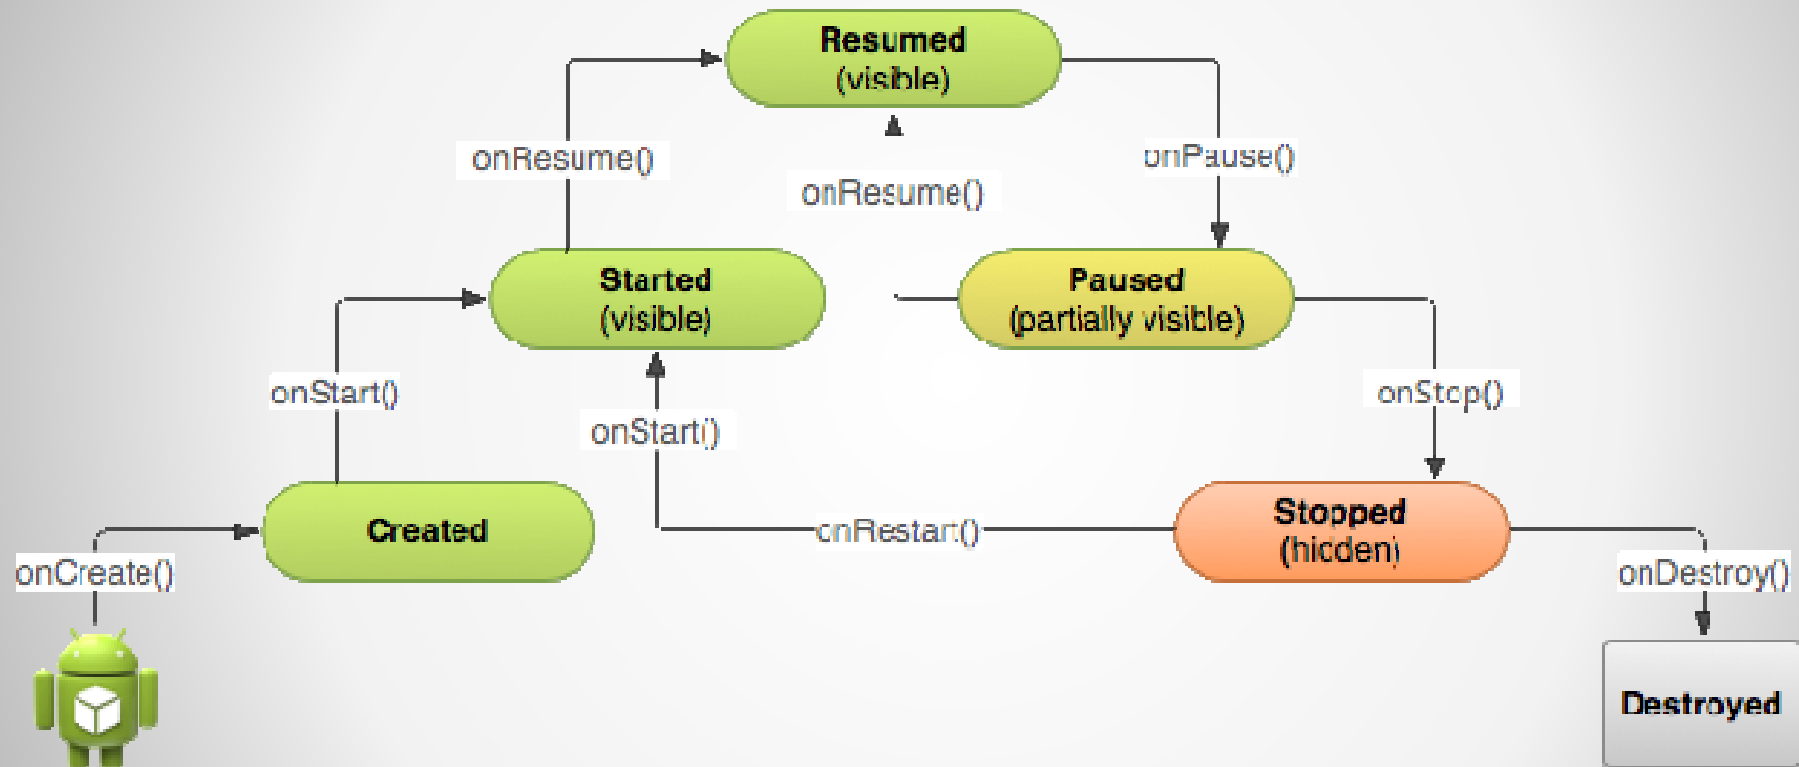 Resumed
(visible)
onResume()
onPause()
onResume()
Started
(visible)
Paused
(partially visible)
onStart()
onStop()
onStart()
Created
onRestart()
Stopped
(hidden)
onCreate()
onDestroy()
Destroyed